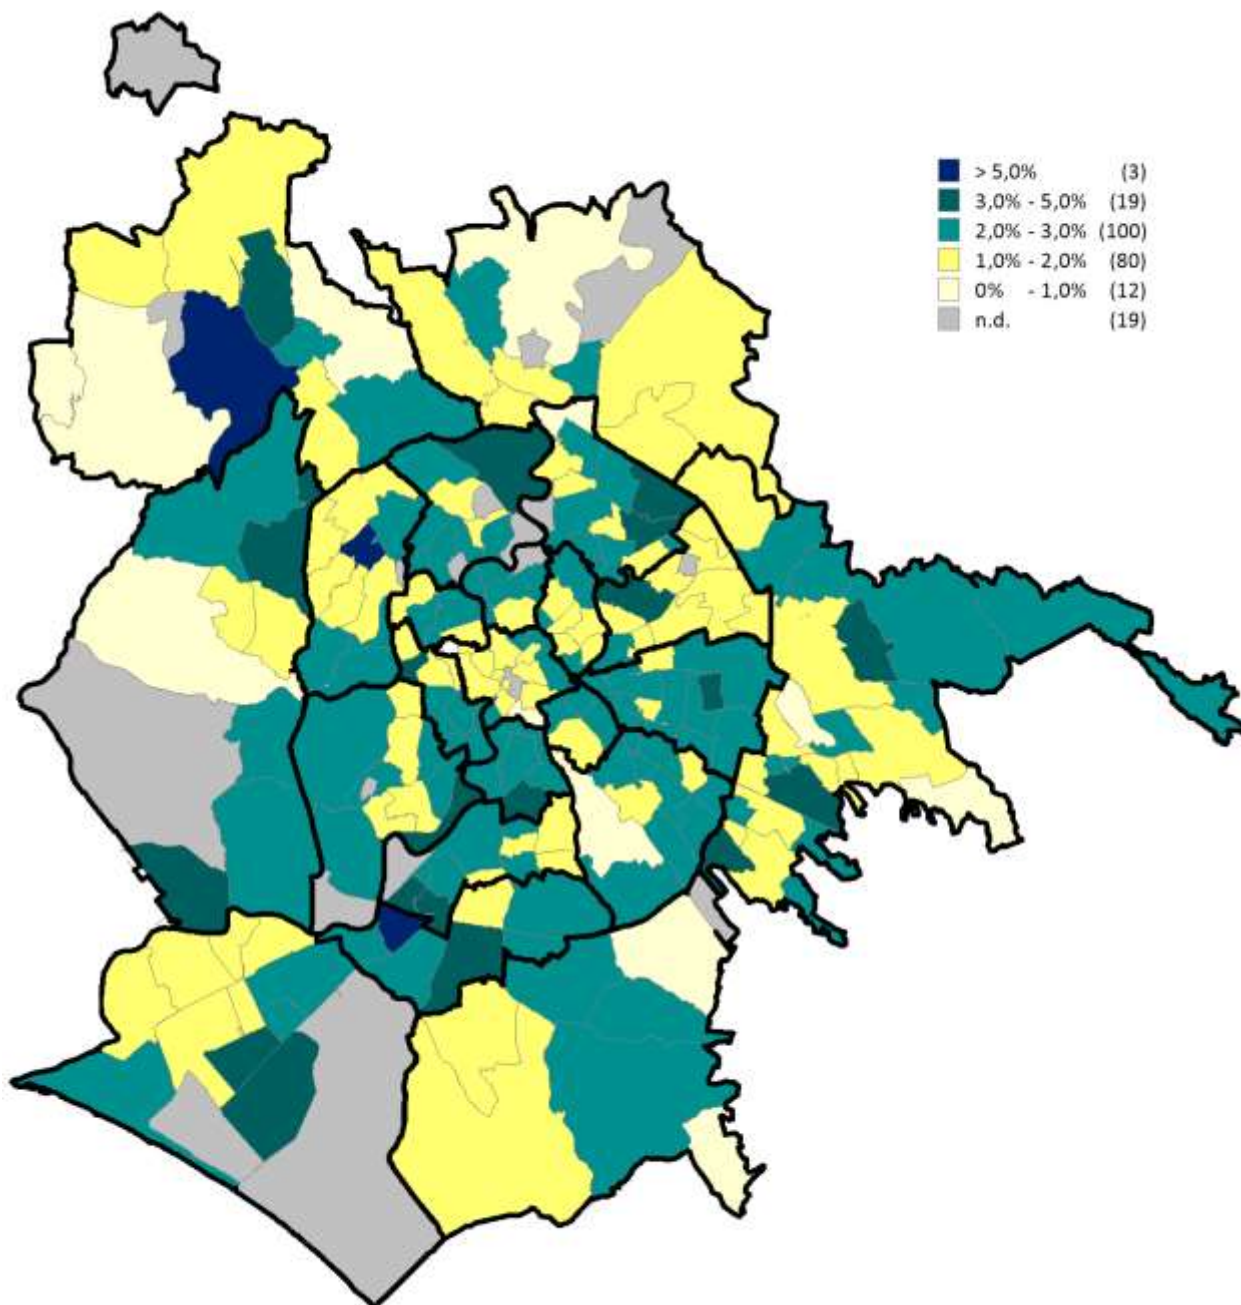 > 5,0% (3)
3,0% - 5,0% (19)
2,0% - 3,0% (100)
1,0% - 2,0% (80)
0% - 1,0% (12)
n.d. (19)